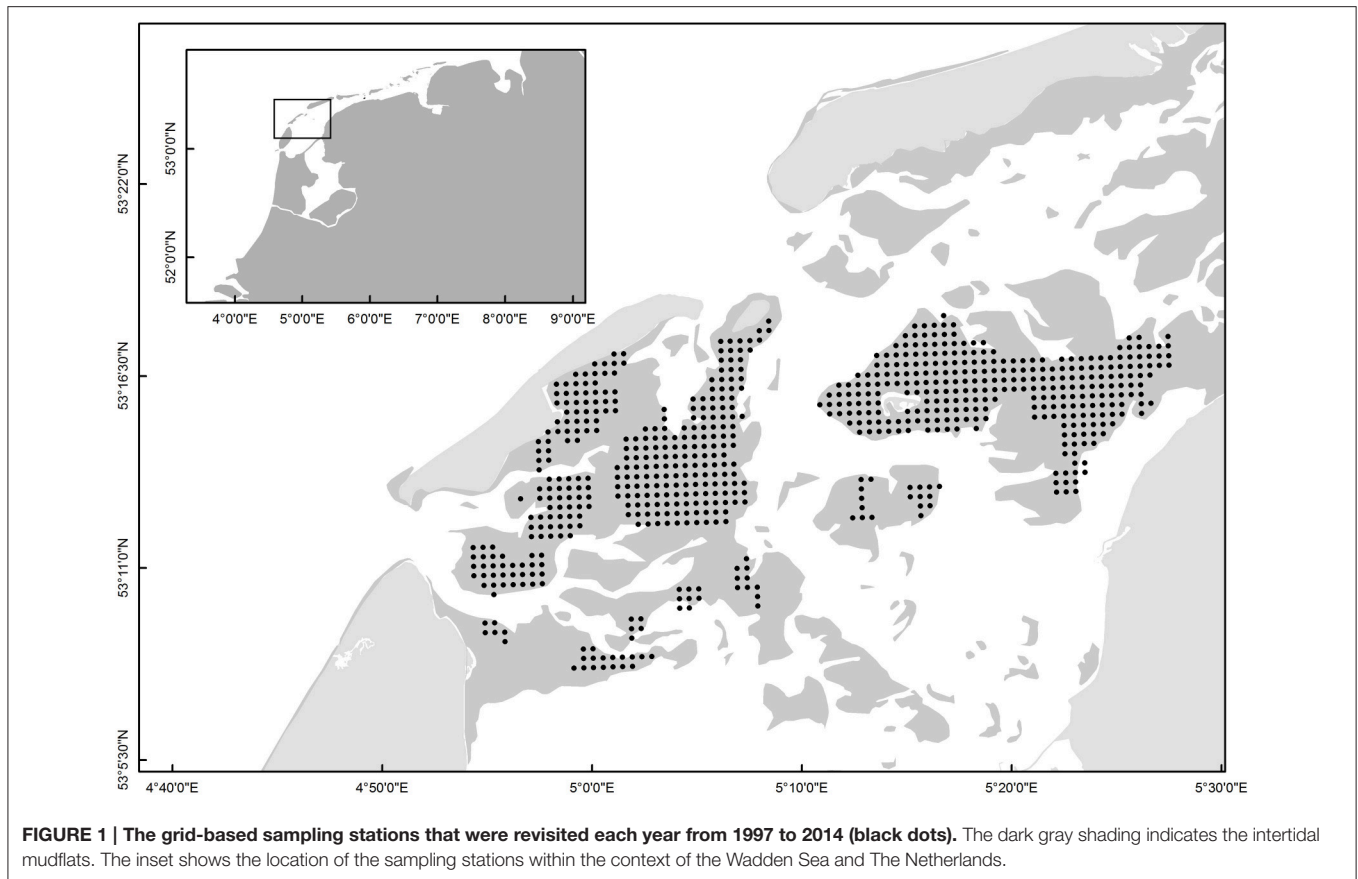 53°0'0"N
52°0'0"N
4°0'0"E 5°0'0"E 6°0'0"E 7°0'0"E 8°0'0"E 9°0'0"E
53°22'0"N
53°16'30"N
53°11'0"N
53°5'30"N
4°40'0"E 4°50'0"E 5°0'0"E 5°10'0"E 5°20'0"E 5°30'0"E
FIGURE 1 | The grid-based sampling stations that were revisited each year from 1997 to 2014 (black dots). The dark gray shading indicates the intertidal
mudflats. The inset shows the location of the sampling stations within the context of the Wadden Sea and The Netherlands.